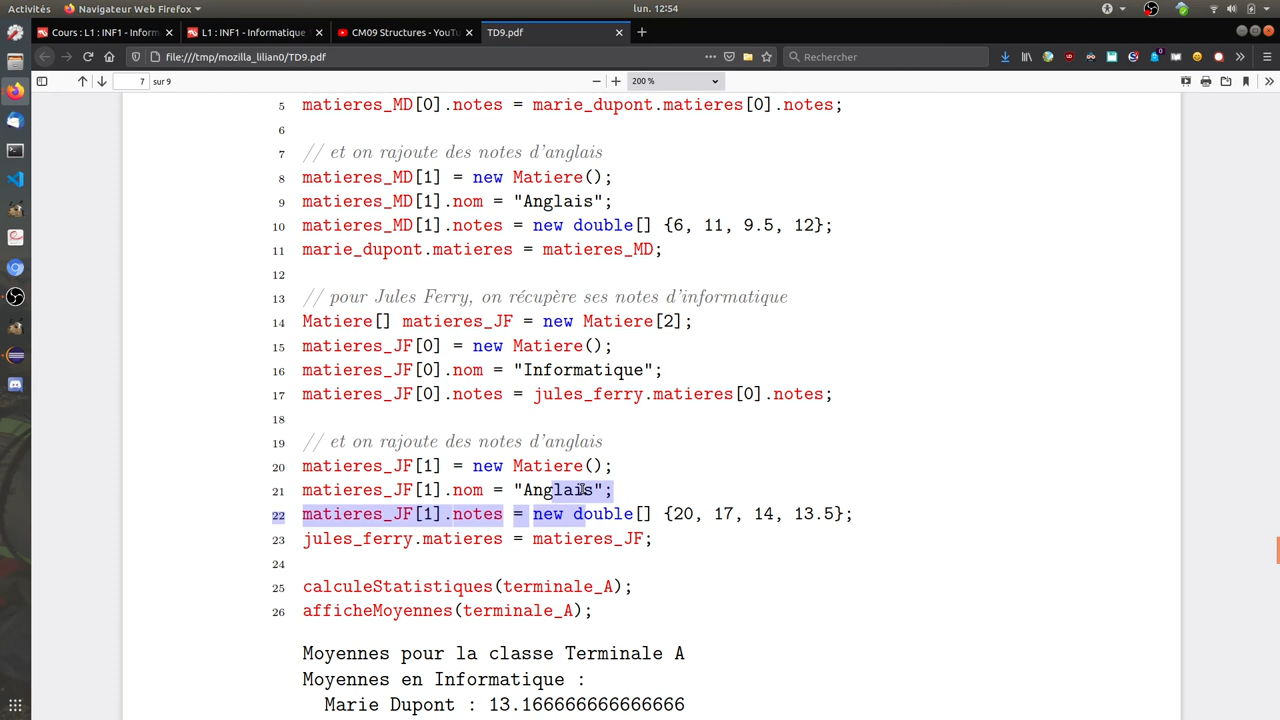 Activités Navigateur Web Firefox lun. 12:54
Cours : L1 : INF1 - Inform L1 : INF1 - Informatique CM09 Structures - YouTu TD9.pdf
file:///tmp/mozilla_lilian0/TD9.pdf Rechercher
7 sur 9 200 %
5 matieres_MD[0].notes = marie_dupont.matieres[0].notes;
6
7 // et on rajoute des notes d'anglais
8 matieres_MD[1] = new Matiere();
9 matieres_MD[1].nom = "Anglais";
10 matieres_MD[1].notes = new double[] {6, 11, 9.5, 12};
11 marie_dupont.matieres = matieres_MD;
12
13 // pour Jules Ferry, on récupère ses notes d'informatique
14 Matiere[] matieres_JF = new Matiere[2];
15 matieres_JF[0] = new Matiere();
16 matieres_JF[0].nom = "Informatique";
17 matieres_JF[0].notes = jules_ferry.matieres[0].notes;
18
19 // et on rajoute des notes d'anglais
20 matieres_JF[1] = new Matiere();
21 matieres_JF[1].nom = "Anglais";
22 matieres_JF[1].notes = new double[] {20, 17, 14, 13.5};
23 jules_ferry.matieres = matieres_JF;
24
25 calculeStatistiques(terminale_A);
26 afficheMoyennes(terminale_A);
Moyennes pour la classe Terminale A
Moyennes en Informatique :
Marie Dupont : 13.166666666666666